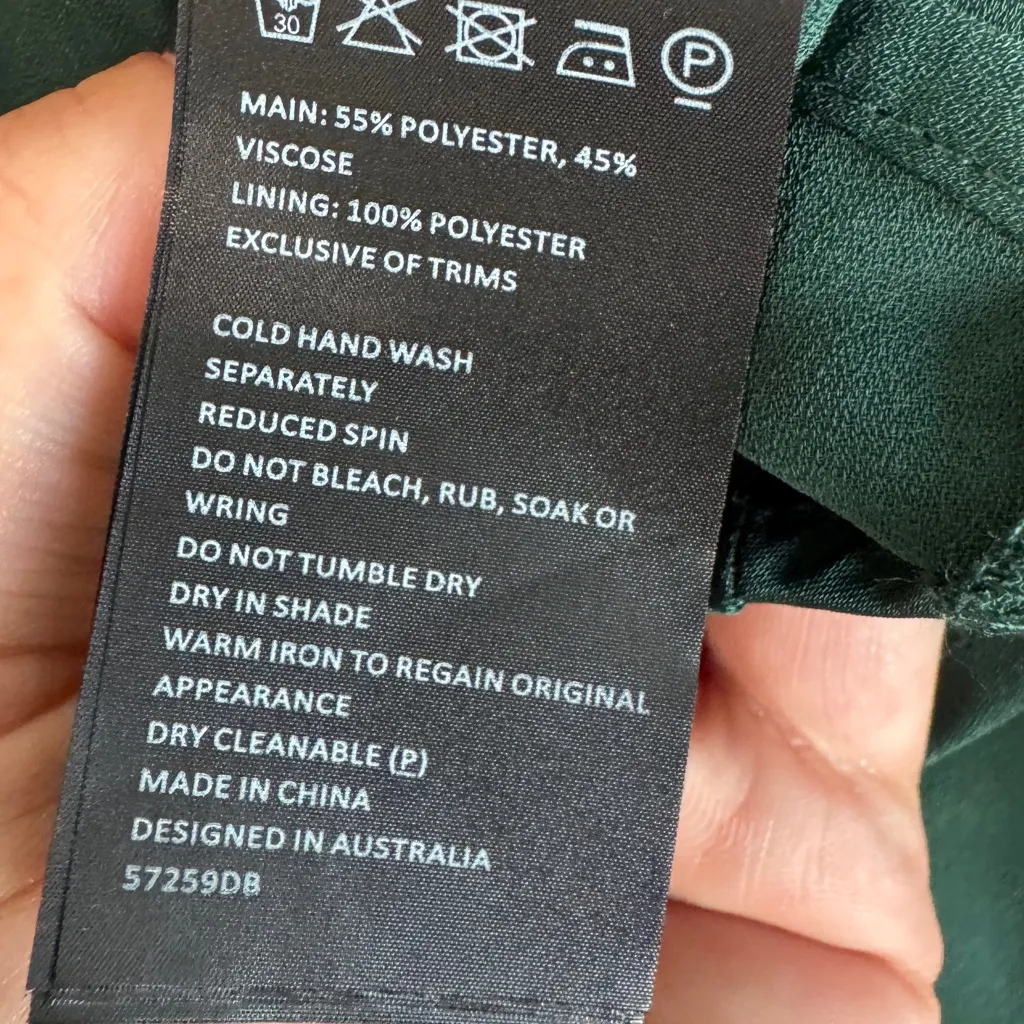 30 P
MAIN: 55% POLYESTER, 45%
VISCOSE
LINING: 100% POLYESTER
EXCLUSIVE OF TRIMS
COLD HAND WASH
SEPARATELY
REDUCED SPIN
DO NOT BLEACH, RUB, SOAK OR
WRING
DO NOT TUMBLE DRY
DRY IN SHADE
WARM IRON TO REGAIN ORIGINAL
APPEARANCE
DRY CLEANABLE (P)
MADE IN CHINA
DESIGNED IN AUSTRALIA
57259DB